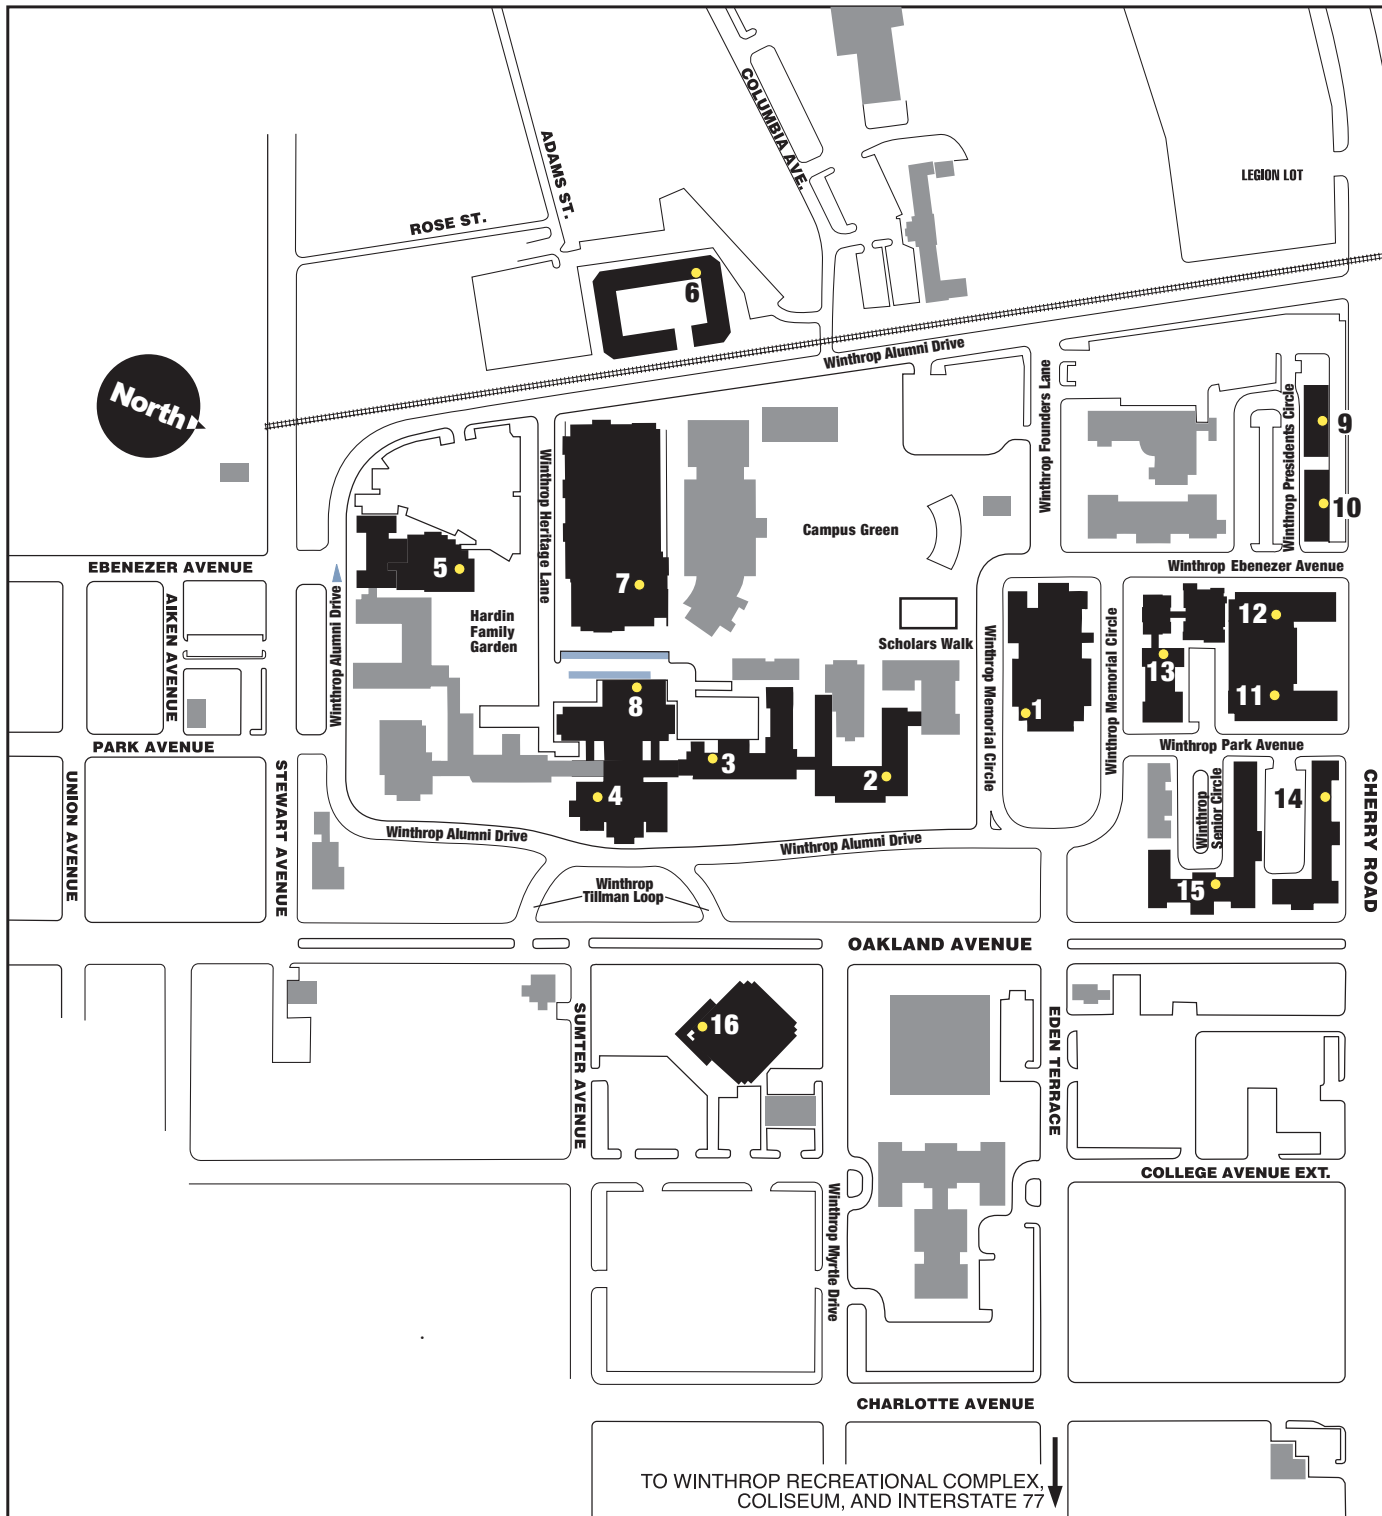 COLUMBIA AVE.
ADAMS ST.
LEGION LOT
ROSE ST.
6
Winthrop Alumni Drive
North
Winthrop Founders Lane
Winthrop Presidents Circle
9
10
Winthrop Heritage Lane
Campus Green
EBENEZER AVENUE
5
7
Winthrop Ebenezer Avenue
AIKEN AVENUE
Winthrop Alumni Drive
Hardin
Family
Garden
Scholars Walk
Winthrop Memorial Circle
1
Winthrop Memorial Circle
12
13
11
8
PARK AVENUE
Winthrop Park Avenue
3
2
4
14
UNION AVENUE
STEWART AVENUE
Winthrop
Senior Circle
CHERRY ROAD
Winthrop Alumni Drive
Winthrop Alumni Drive
Winthrop
Tillman Loop
15
OAKLAND AVENUE
16
SUMTER AVENUE
EDEN TERRACE
COLLEGE AVENUE EXT.
Winthrop Myrtle Drive
CHARLOTTE AVENUE
TO WINTHROP RECREATIONAL COMPLEX,
COLISEUM, AND INTERSTATE 77